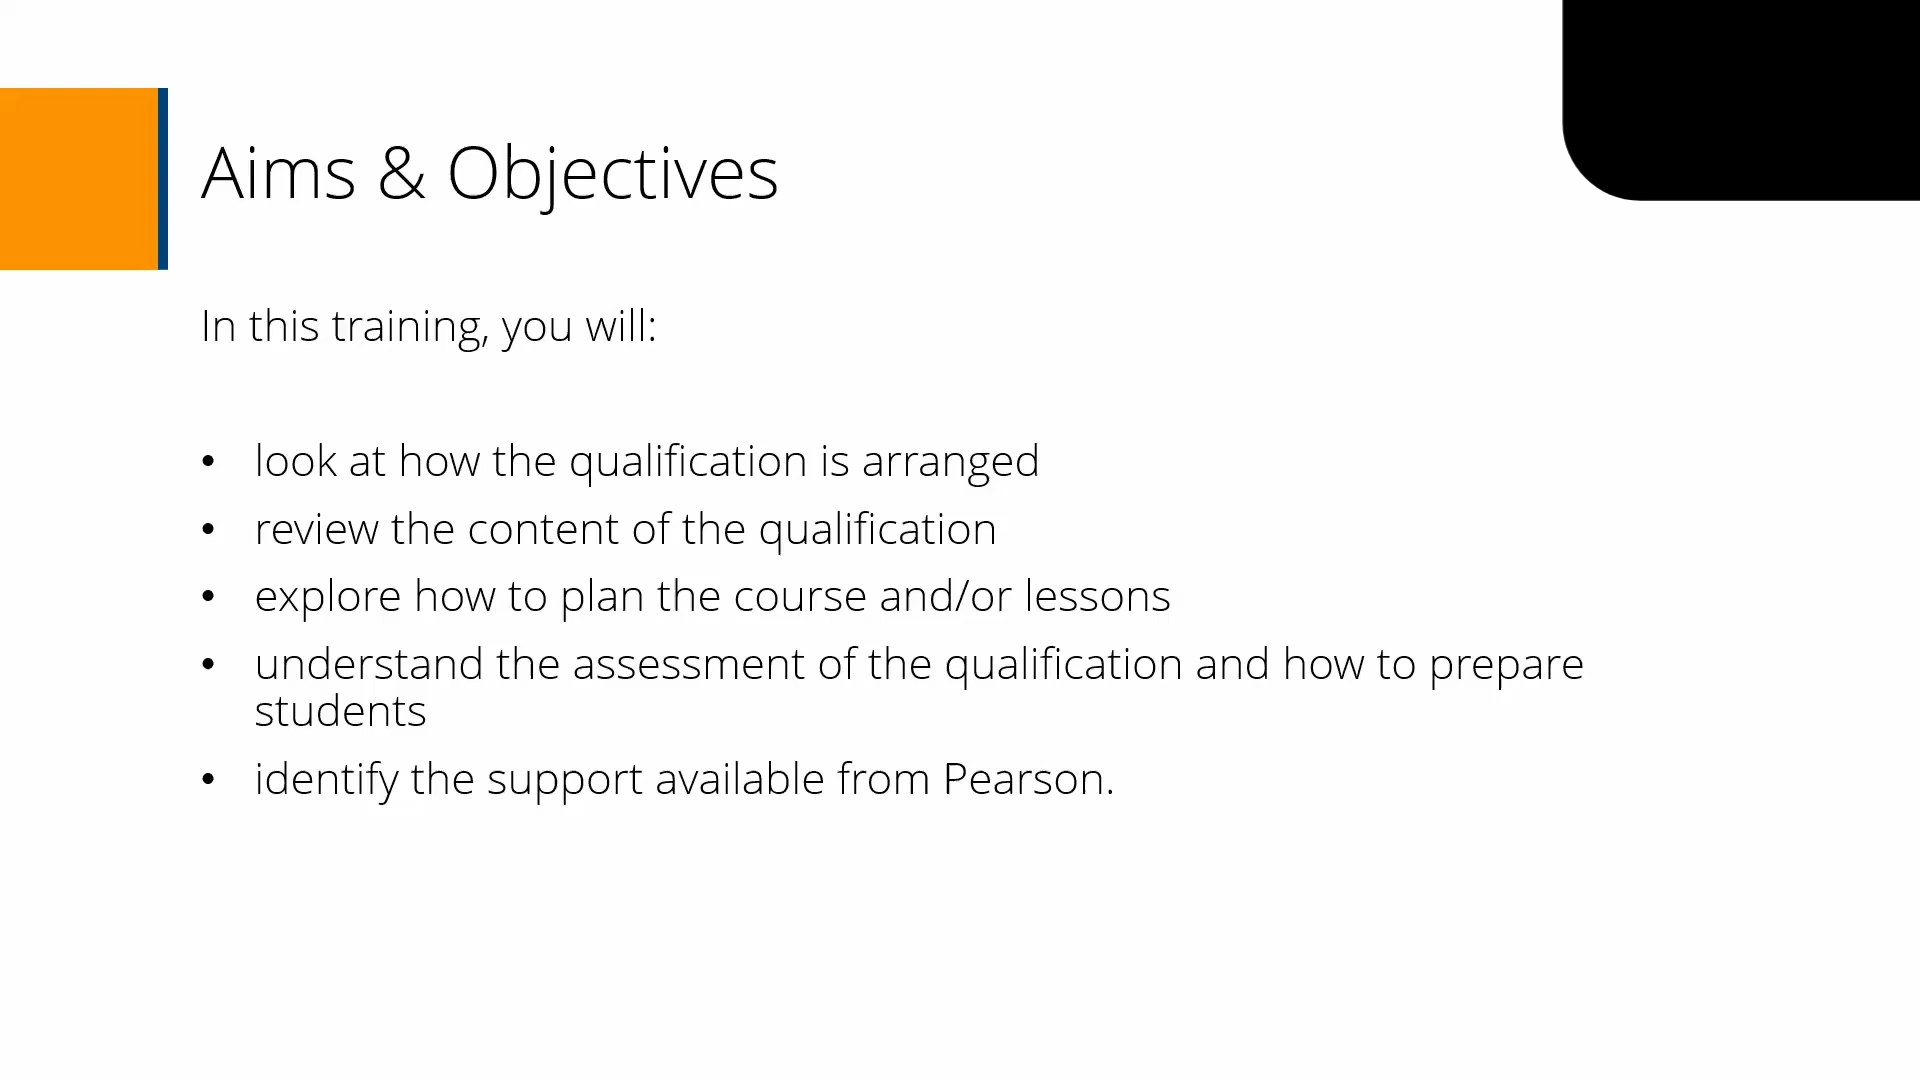 Aims & Objectives
In this training, you will:
• look at how the qualification is arranged
• review the content of the qualification
• explore how to plan the course and/or lessons
• understand the assessment of the qualification and how to prepare
students
• identify the support available from Pearson.